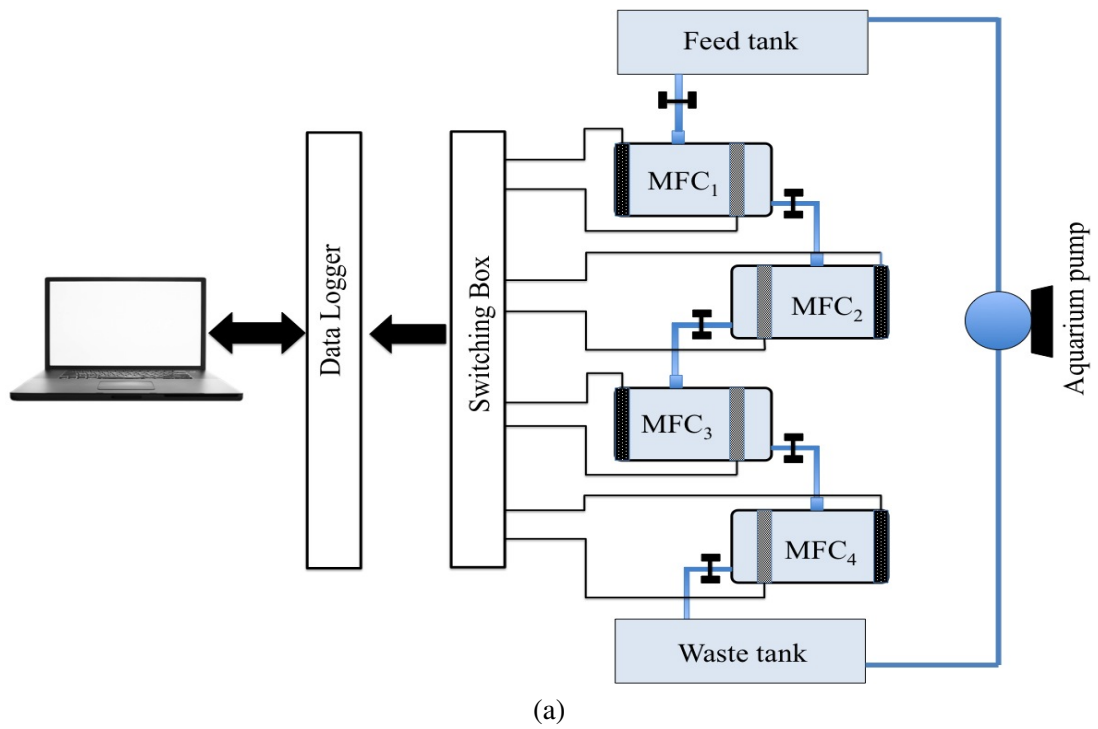 Feed tank
MFC₁
MFC₂
MFC₃
MFC₄
Waste tank
Data Logger
Switching Box
Aquarium pump
(a)